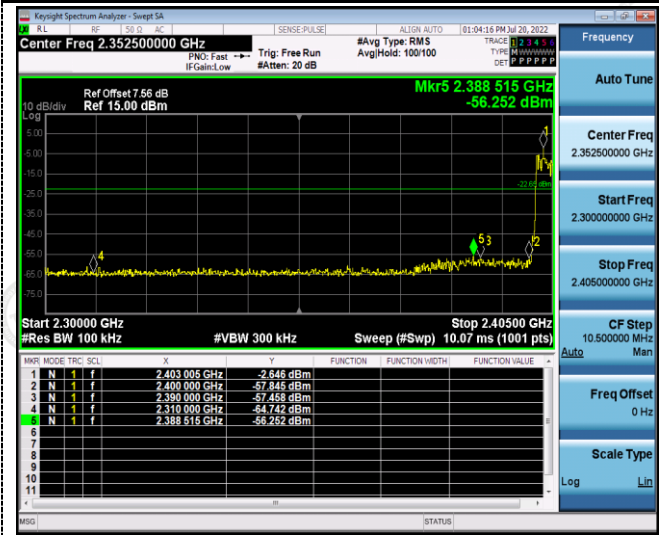 Keysight Spectrum Analyzer - Swept SA
RL RF 50 Ω AC SENSE:PULSE ALIGN AUTO 01:04:16 PM Jul 20, 2022
Center Freq 2.352500000 GHz
PNO: Fast
IFGain:Low
Trig: Free Run
#Atten: 20 dB
#Avg Type: RMS
Avg|Hold: 100/100
TRACE 1 2 3 4 5 6
TYPE M W W W W W
DET P P P P P P
Ref Offset 7.56 dB
Ref 15.00 dBm
10 dB/div
Log
Mkr5 2.388 515 GHz
-56.252 dBm
5.00
-5.00
-15.0
-25.0
-35.0
-45.0
-55.0
-65.0
-75.0
1
-22.65 dBm
5 3
2
4
Start 2.30000 GHz Stop 2.40500 GHz
#Res BW 100 kHz #VBW 300 kHz Sweep (#Swp) 10.07 ms (1001 pts)
MKR MODE TRC SCL X Y FUNCTION FUNCTION WIDTH FUNCTION VALUE
1 N 1 f 2.403 005 GHz -2.646 dBm
2 N 1 f 2.400 000 GHz -57.845 dBm
3 N 1 f 2.390 000 GHz -57.458 dBm
4 N 1 f 2.310 000 GHz -64.742 dBm
5 N 1 f 2.388 515 GHz -56.252 dBm
6
7
8
9
10
11
MSG STATUS
Frequency
Auto Tune
Center Freq
2.352500000 GHz
Start Freq
2.300000000 GHz
Stop Freq
2.405000000 GHz
CF Step
10.500000 MHz
Auto Man
Freq Offset
0 Hz
Scale Type
Log Lin